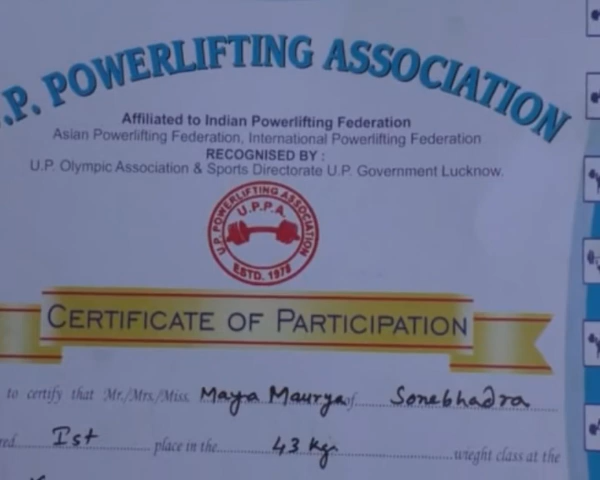 U.P. POWERLIFTING ASSOCIATION
Affiliated to Indian Powerlifting Federation
Asian Powerlifting Federation, International Powerlifting Federation
RECOGNISED BY :
U.P. Olympic Association & Sports Directorate U.P. Government Lucknow.
U.P. POWERLIFTING ASSOCIATION
U.P.P.A.
ESTD. 1978
CERTIFICATE OF PARTICIPATION
to certify that Mr./Mrs./Miss. Maya Maurya of Sonebhadra
red Ist place in the 43 kg wieght class at the